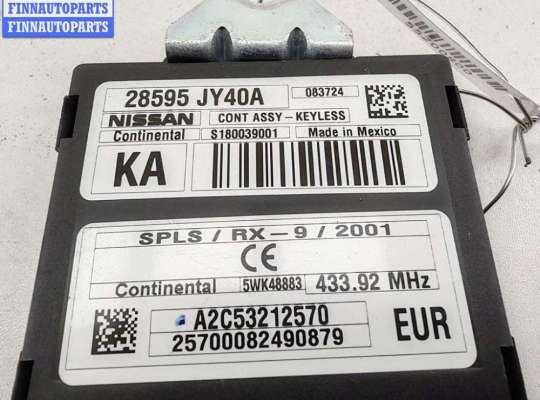 FINNAUTOPARTS
FINNAUTOPARTS
28595 JY40A
083724
NISSAN
CONT ASSY-KEYLESS
Continental
S180039001
Made in Mexico
KA
SPLS / RX-9 / 2001
CE
Continental
5WK48883
433.92 MHz
A2C53212570
25700082490879
EUR